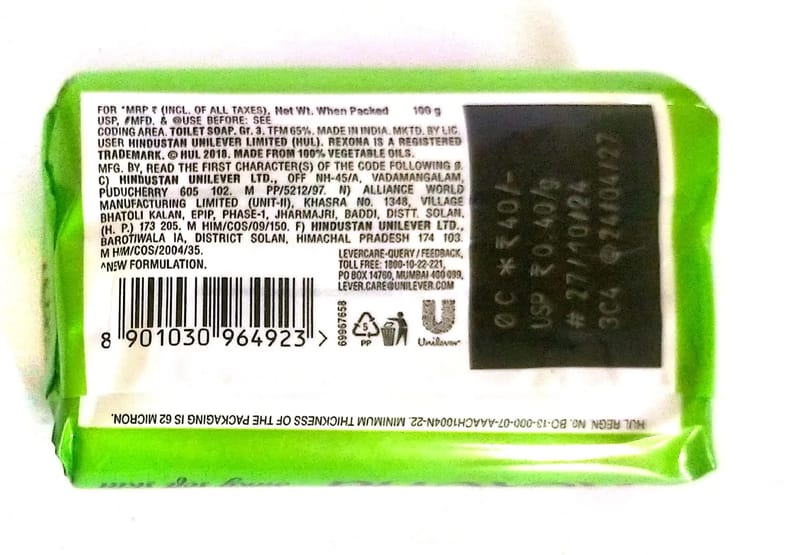 FOR *MRP ₹ (INCL. OF ALL TAXES), Net Wt. When Packed 100 g
USP, #MFD. & @USE BEFORE: SEE
CODING AREA. TOILET SOAP. Gr. 3. TFM 65%. MADE IN INDIA. MKTD. BY LIC.
USER HINDUSTAN UNILEVER LIMITED (HUL). REXONA IS A REGISTERED
TRADEMARK. © HUL 2018. MADE FROM 100% VEGETABLE OILS.
MFG. BY, READ THE FIRST CHARACTER(S) OF THE CODE FOLLOWING @.
C) HINDUSTAN UNILEVER LTD., OFF NH-45/A, VADAMANGALAM,
PUDUCHERRY 605 102. M PP/5212/97. N) ALLIANCE WORLD
MANUFACTURING LIMITED (UNIT-II), KHASRA NO. 1348, VILLAGE
BHATOLI KALAN, EPIP, PHASE-1, JHARMAJRI, BADDI, DISTT. SOLAN,
(H. P.) 173 205. M HIM/COS/09/150. F) HINDUSTAN UNILEVER LTD.,
BAROTIWALA IA, DISTRICT SOLAN, HIMACHAL PRADESH 174 103.
M HIM/COS/2004/35.
^NEW FORMULATION.
LEVERCARE-QUERY / FEEDBACK,
TOLL FREE: 1800-10-22-221,
PO BOX 14760, MUMBAI 400 099,
LEVER.CARE@UNILEVER.COM
8 901030 964923 >
69967658
5
PP
Unilever
0C *₹40/-
USP ₹0.40/g
# 27/10/24
3C4 @ 24/04/27
HUL REGN. No. BO-13-000-07-AAACH1004N-22. MINIMUM THICKNESS OF THE PACKAGING IS 62 MICRON.